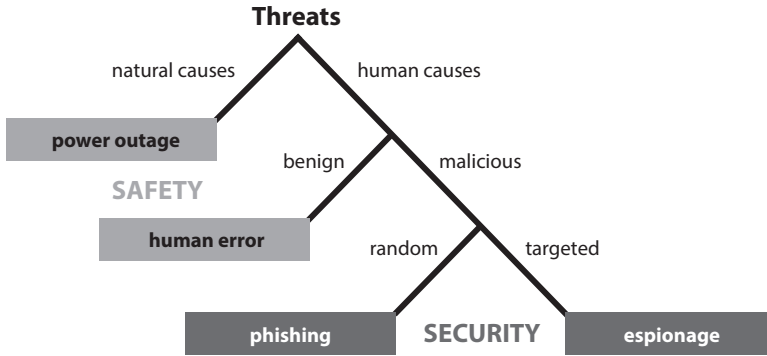 Threats
natural causes
human causes
power outage
benign
malicious
SAFETY
human error
random
targeted
phishing
SECURITY
espionage